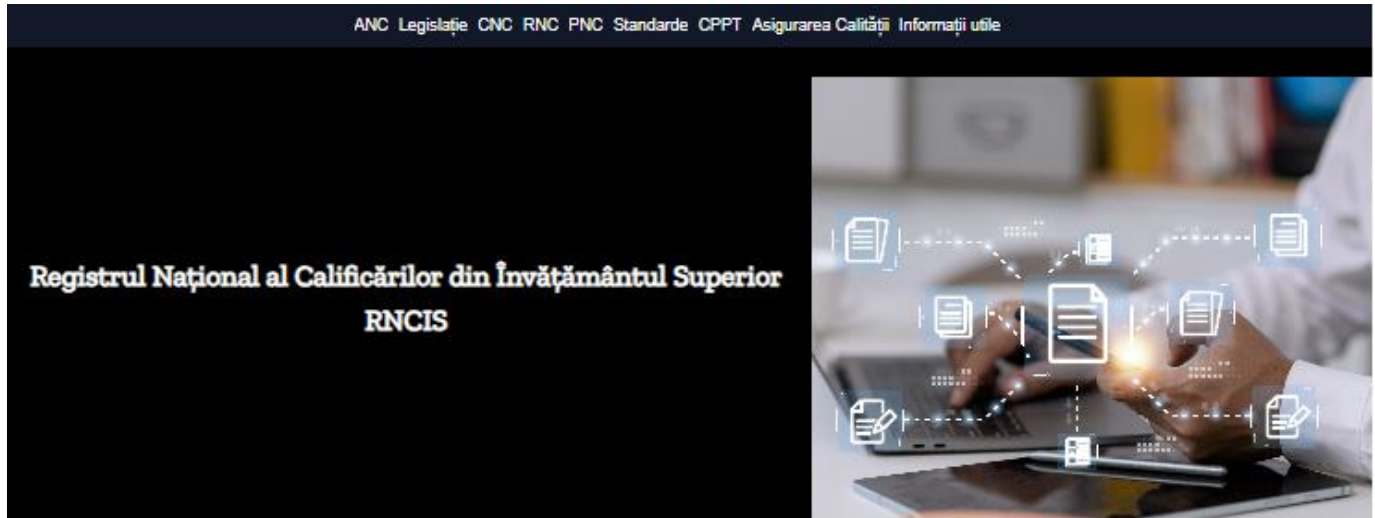 ANC Legislație CNC RNC PNC Standarde CPPT Asigurarea Calității Informații utile
Registrul Național al Calificărilor din Învățământul Superior
RNCIS